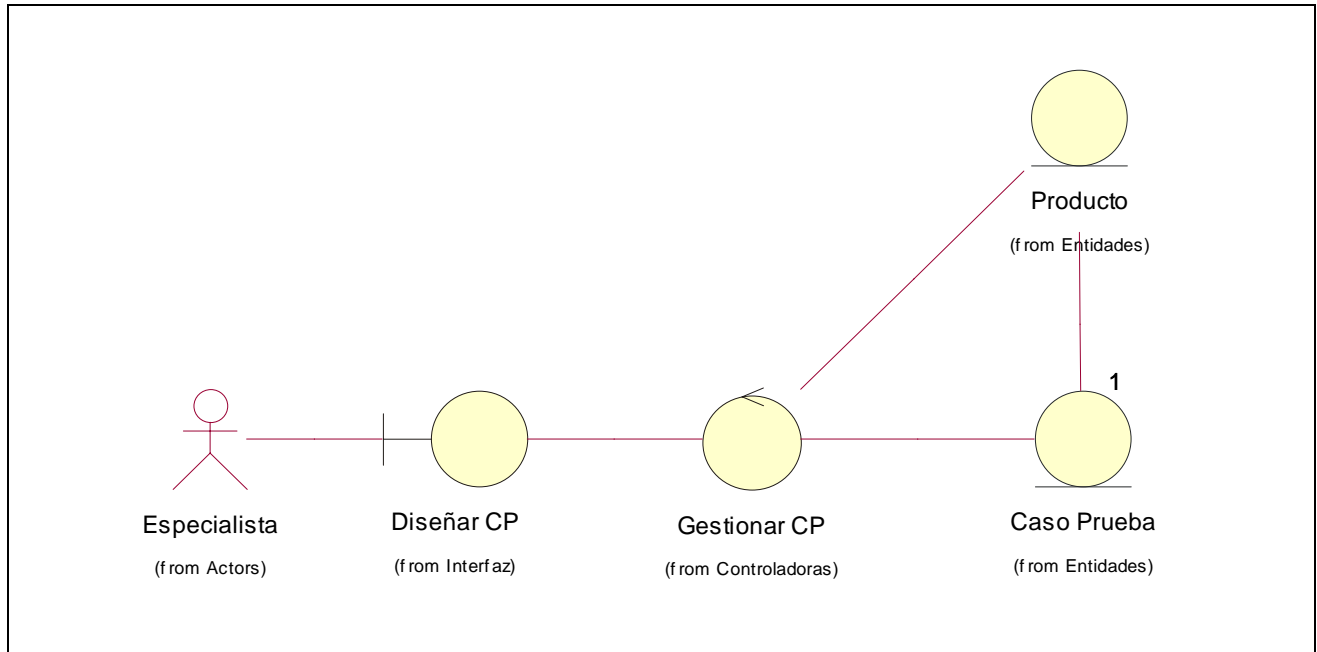 Producto
(from Entidades)
1
Especialista
(from Actors)
Diseñar CP
(from Interfaz)
Gestionar CP
(from Controladoras)
Caso Prueba
(from Entidades)